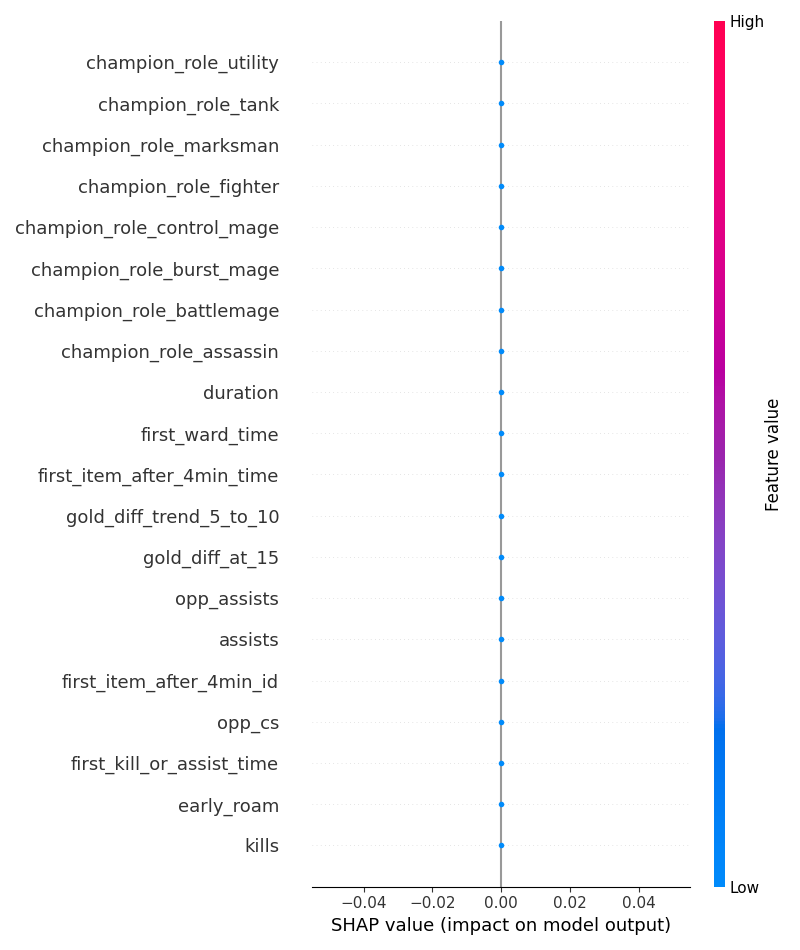 High
champion_role_utility
champion_role_tank
champion_role_marksman
champion_role_fighter
champion_role_control_mage
champion_role_burst_mage
champion_role_battlemage
champion_role_assassin
duration
first_ward_time
first_item_after_4min_time
gold_diff_trend_5_to_10
gold_diff_at_15
opp_assists
assists
first_item_after_4min_id
opp_cs
first_kill_or_assist_time
early_roam
kills
Feature value
Low
−0.04 −0.02 0.00 0.02 0.04
SHAP value (impact on model output)